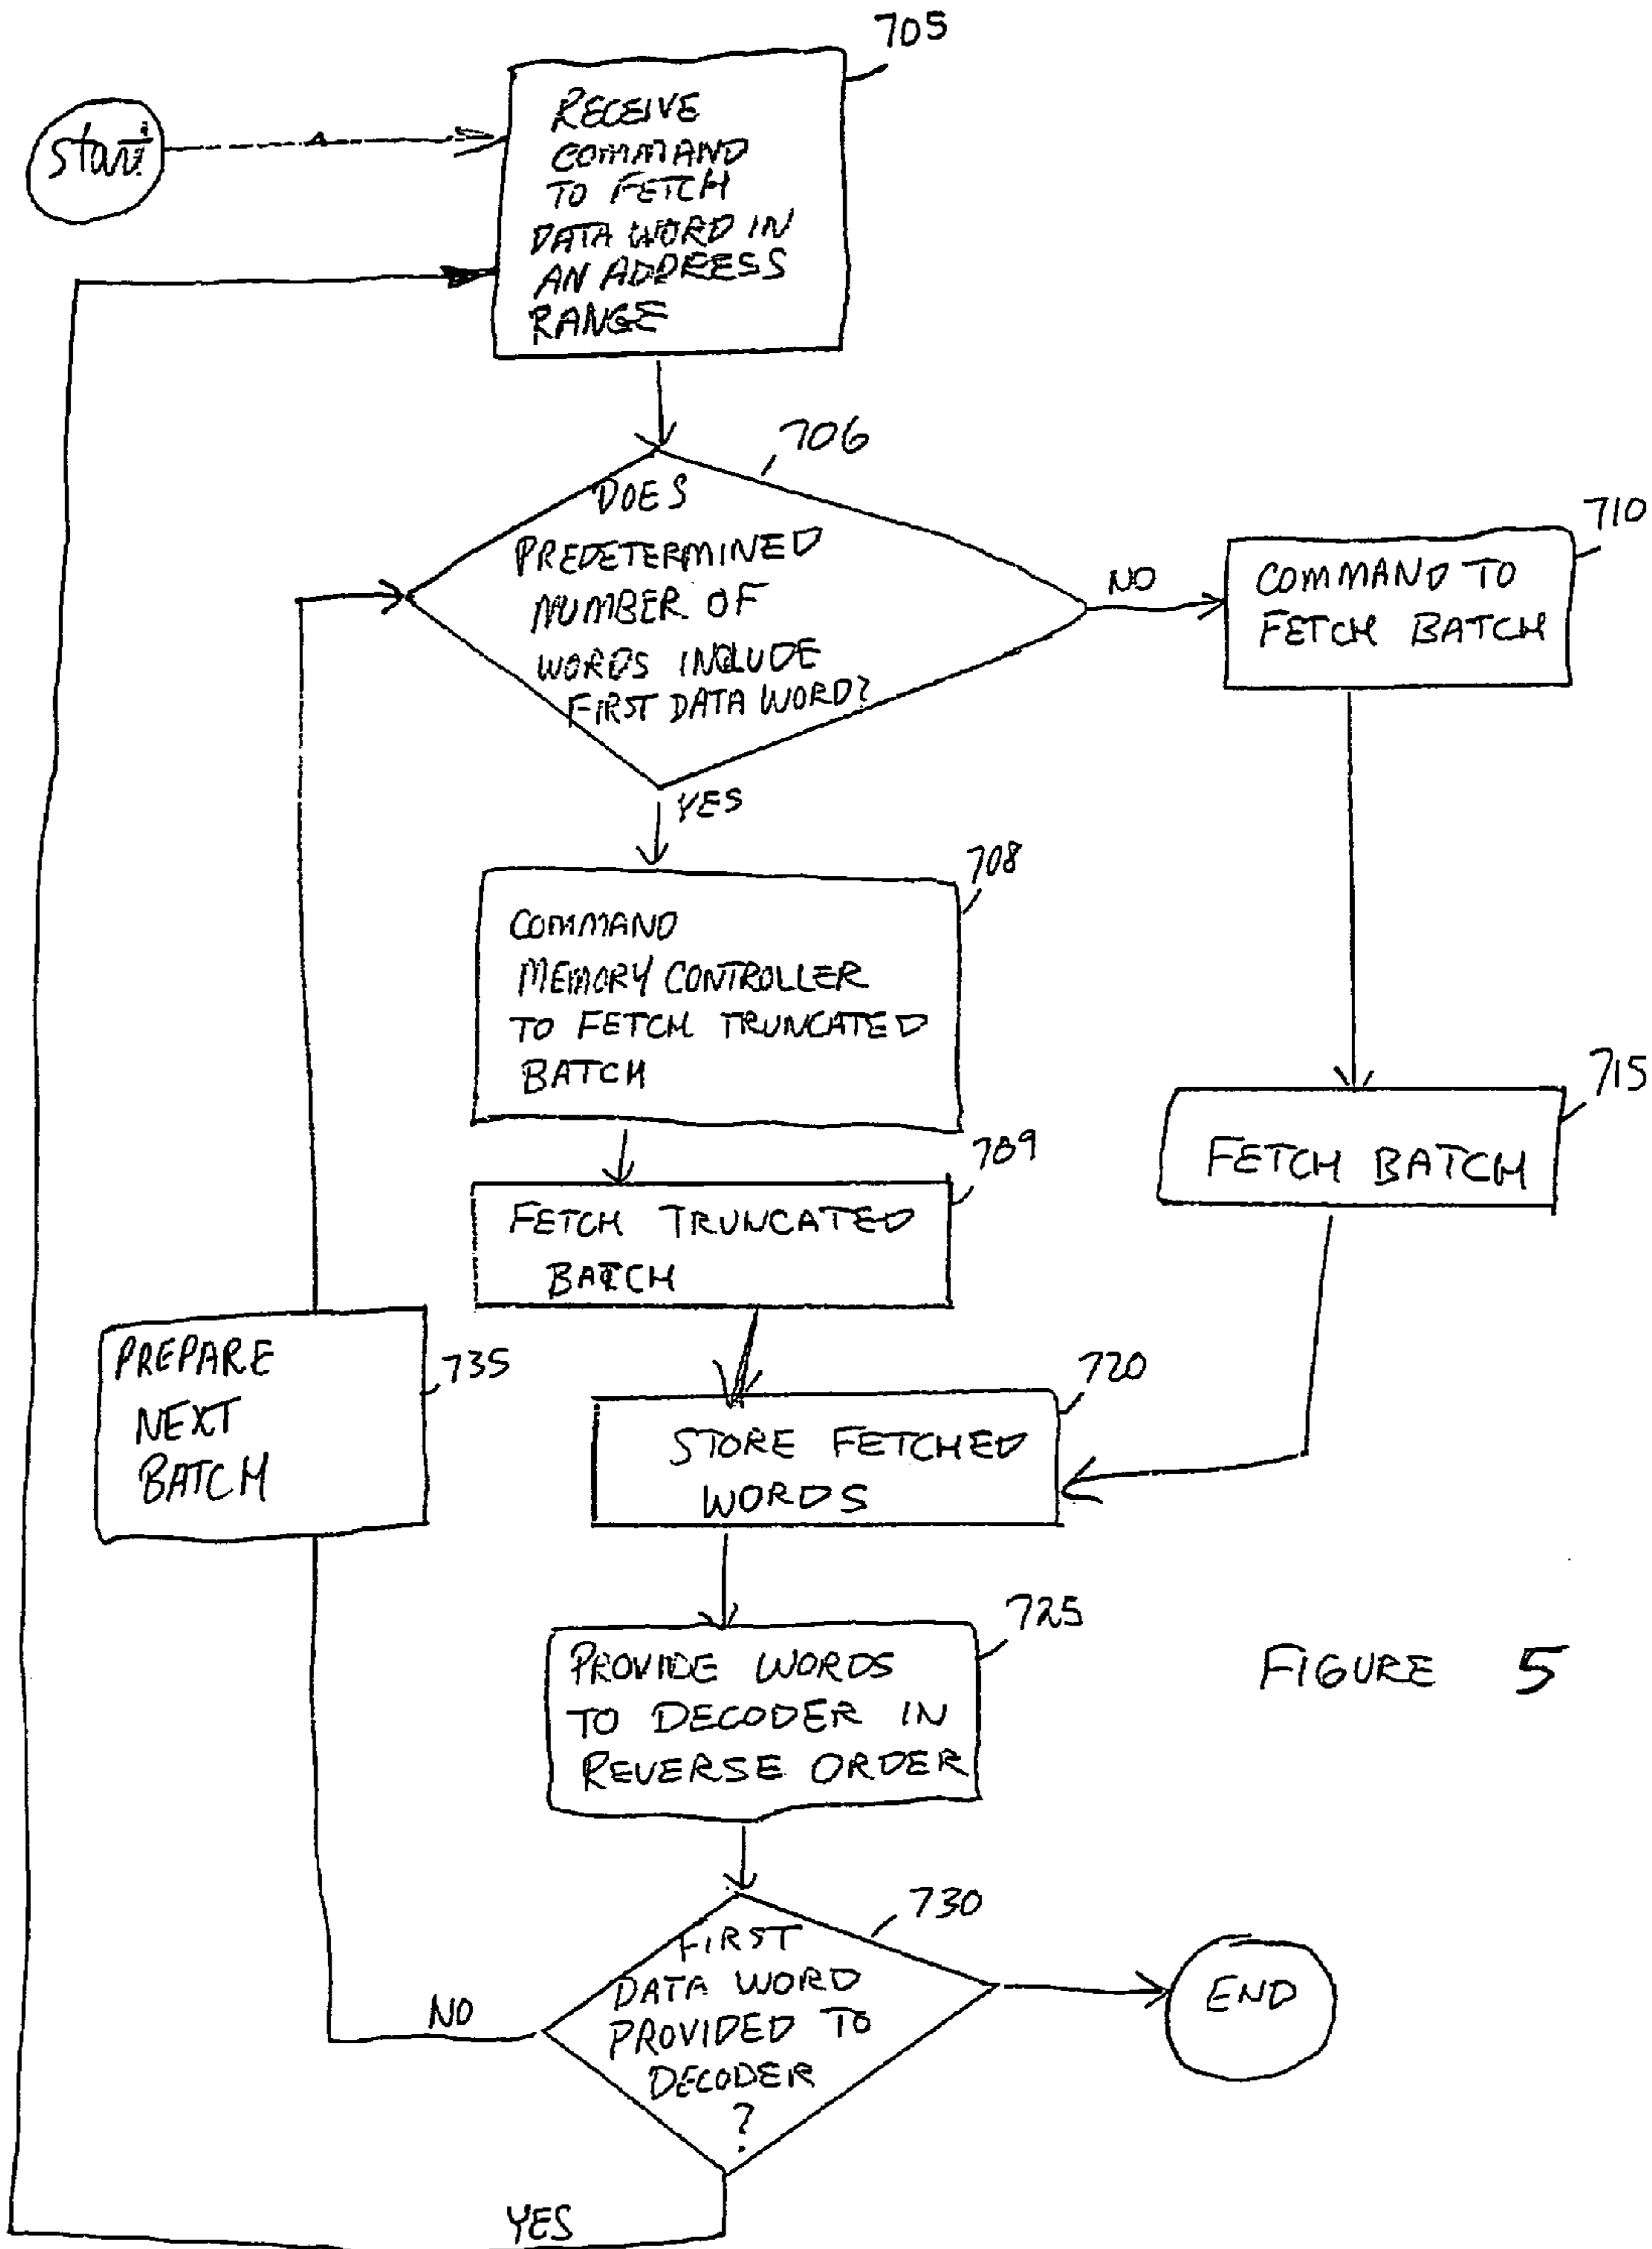 705
start
RECEIVE
COMMAND
TO FETCH
DATA WORD IN
AN ADDRESS
RANGE
706
DOES
PREDETERMINED
NUMBER OF
WORDS INCLUDE
FIRST DATA WORD?
NO
710
COMMAND TO
FETCH BATCH
YES
708
COMMAND
MEMORY CONTROLLER
TO FETCH TRUNCATED
BATCH
715
FETCH BATCH
709
FETCH TRUNCATED
BATCH
PREPARE
NEXT
BATCH
735
720
STORE FETCHED
WORDS
725
PROVIDE WORDS
TO DECODER IN
REVERSE ORDER
FIGURE 5
730
FIRST
DATA WORD
PROVIDED TO
DECODER
?
NO
END
YES